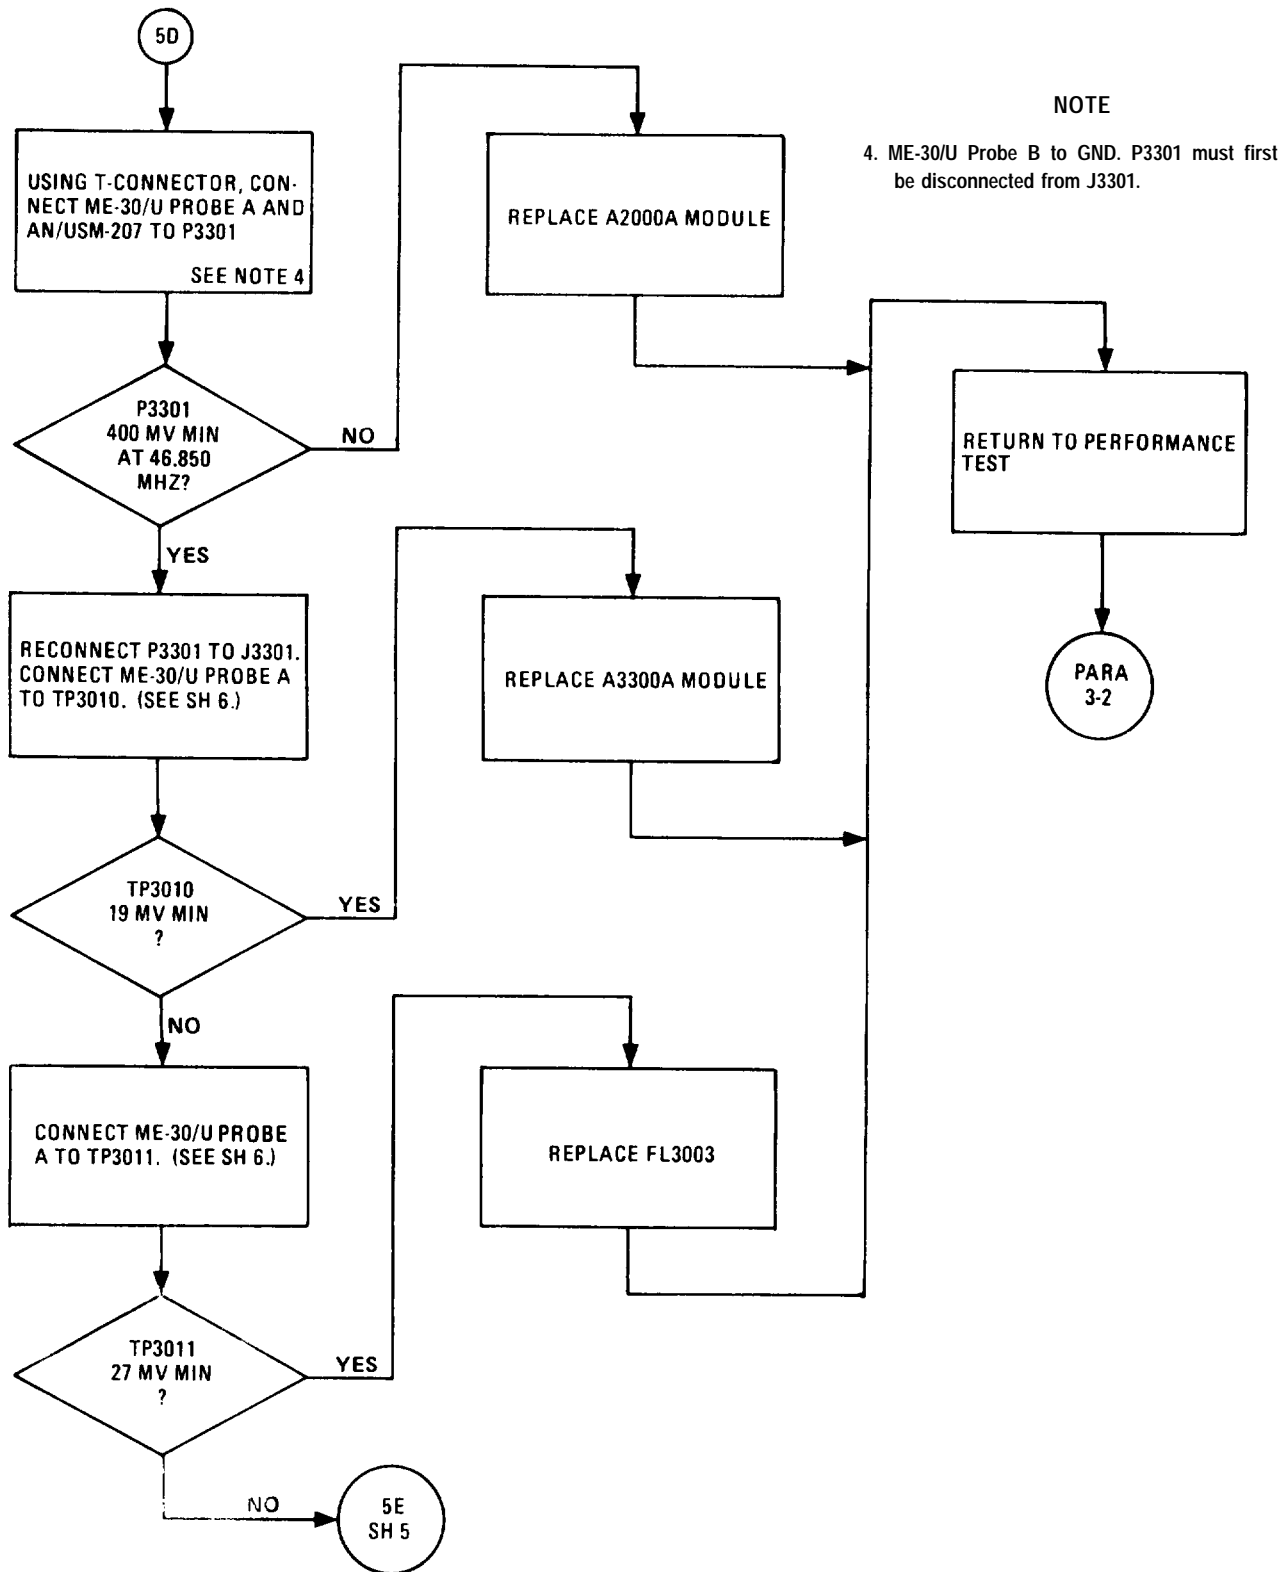 5D
USING T-CONNECTOR, CON-
NECT ME-30/U PROBE A AND
AN/USM-207 TO P3301
SEE NOTE 4
REPLACE A2000A MODULE
NOTE
4. ME-30/U Probe B to GND. P3301 must first
be disconnected from J3301.
P3301
400 MV MIN
AT 46.850
MHZ?
NO
RETURN TO PERFORMANCE
TEST
YES
RECONNECT P3301 TO J3301.
CONNECT ME-30/U PROBE A
TO TP3010. (SEE SH 6.)
REPLACE A3300A MODULE
PARA
3-2
TP3010
19 MV MIN
?
YES
NO
CONNECT ME-30/U PROBE
A TO TP3011. (SEE SH 6.)
REPLACE FL3003
TP3011
27 MV MIN
?
YES
NO
5E
SH 5